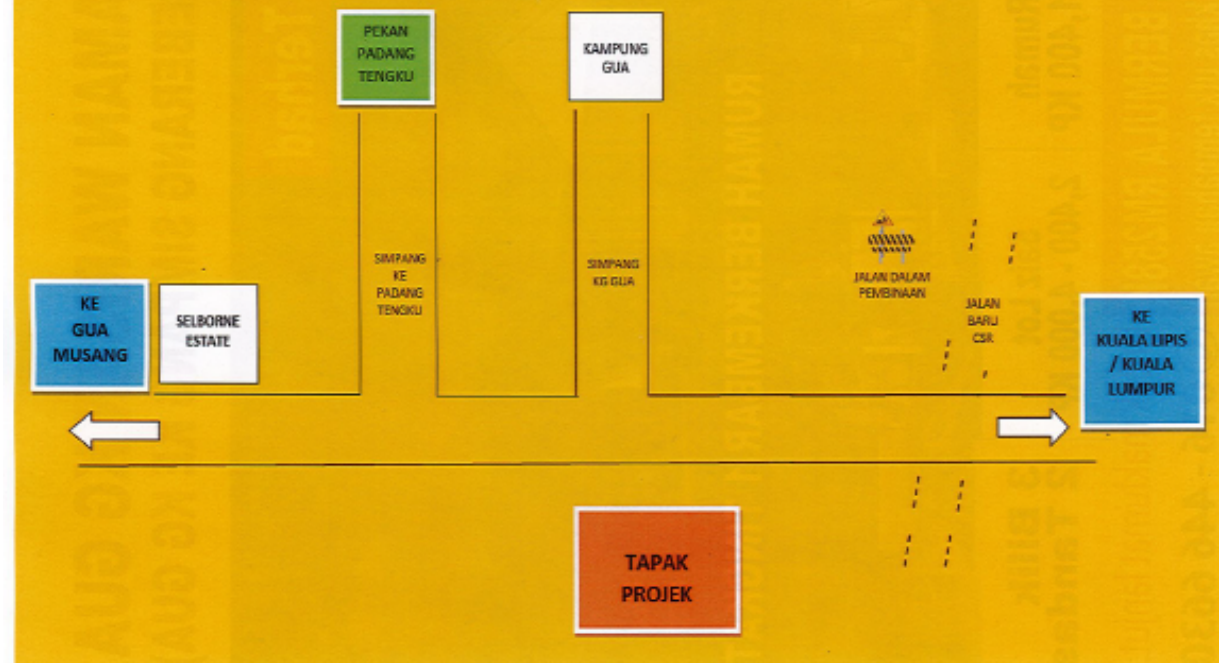 PEKAN
PADANG
TENGKU
KAMPUNG
GUA
SIMPANG
KE
PADANG
TENGKU
SIMPANG
KG GUA
JALAN DALAM
PEMBINAAN
JALAN
BARU
CSR
KE
GUA
MUSANG
SELBORNE
ESTATE
KE
KUALA LIPIS
/ KUALA
LUMPUR
TAPAK
PROJEK